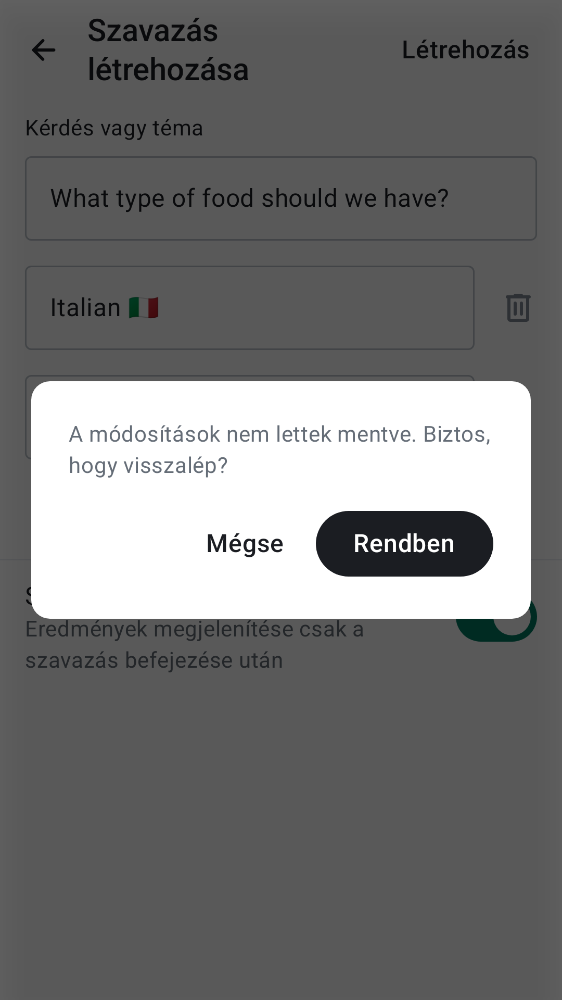 Szavazás
létrehozása
Létrehozás
Kérdés vagy téma
What type of food should we have?
Italian 🇮🇹
A módosítások nem lettek mentve. Biztos,
hogy visszalép?
Mégse
Rendben
Eredmények megjelenítése csak a
szavazás befejezése után